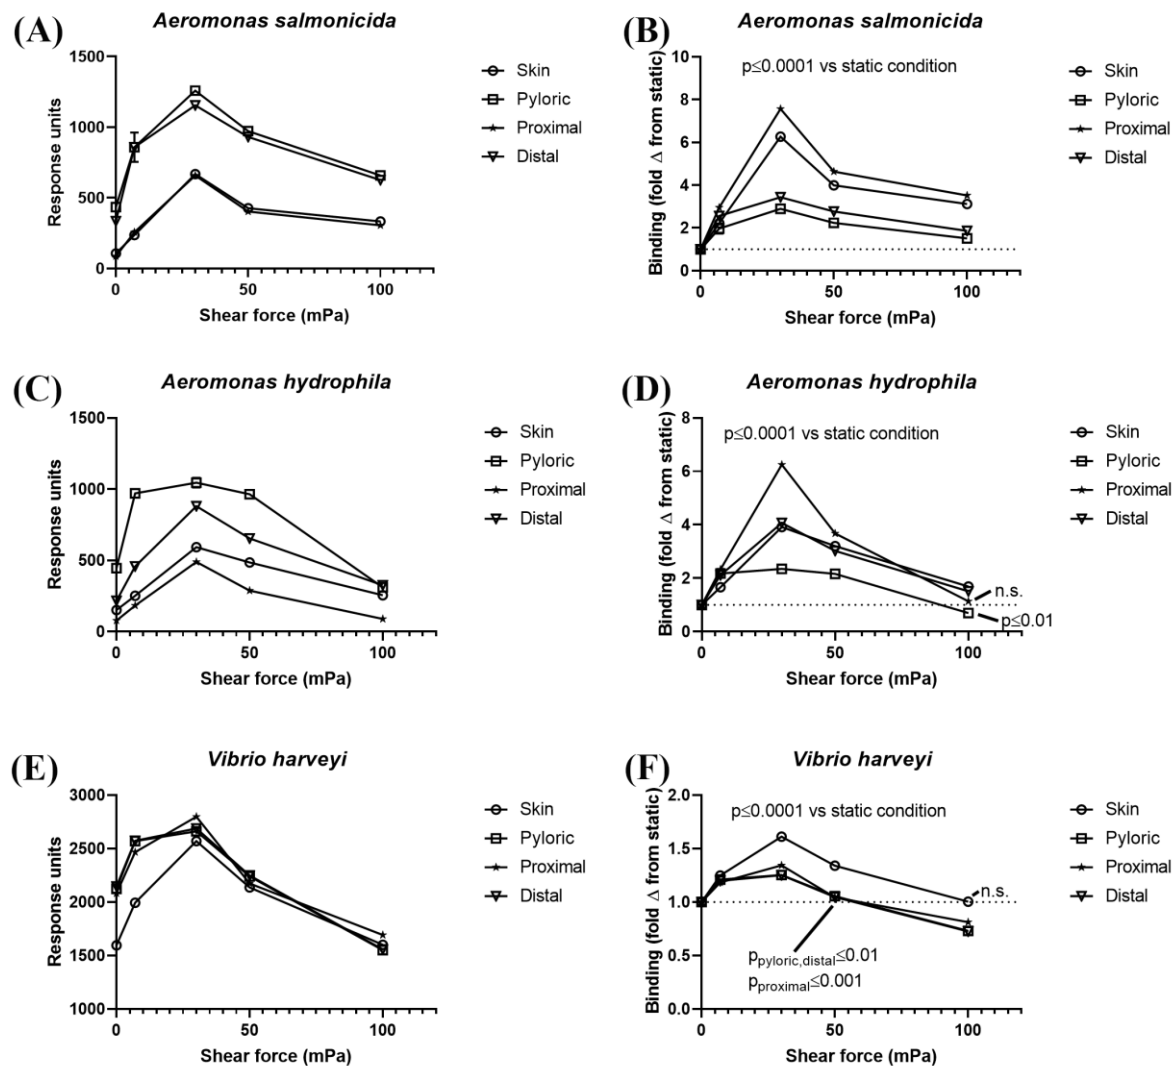 (A)
Aeromonas salmonicida
Response units
1500
1000
500
0
0 50 100
Shear force (mPa)
Skin
Pyloric
Proximal
Distal
(B)
Aeromonas salmonicida
Binding (fold Δ from static)
p≤0.0001 vs static condition
10
8
6
4
2
0
0 50 100
Shear force (mPa)
Skin
Pyloric
Proximal
Distal
(C)
Aeromonas hydrophila
Response units
1500
1000
500
0
0 50 100
Shear force (mPa)
Skin
Pyloric
Proximal
Distal
(D)
Aeromonas hydrophila
Binding (fold Δ from static)
p≤0.0001 vs static condition
8
6
4
2
0
n.s.
p≤0.01
0 50 100
Shear force (mPa)
Skin
Pyloric
Proximal
Distal
(E)
Vibrio harveyi
Response units
3000
2500
2000
1500
1000
0 50 100
Shear force (mPa)
Skin
Pyloric
Proximal
Distal
(F)
Vibrio harveyi
Binding (fold Δ from static)
p≤0.0001 vs static condition
2.0
1.5
1.0
0.5
0.0
n.s.
ppyloric,distal≤0.01
pproximal≤0.001
0 50 100
Shear force (mPa)
Skin
Pyloric
Proximal
Distal